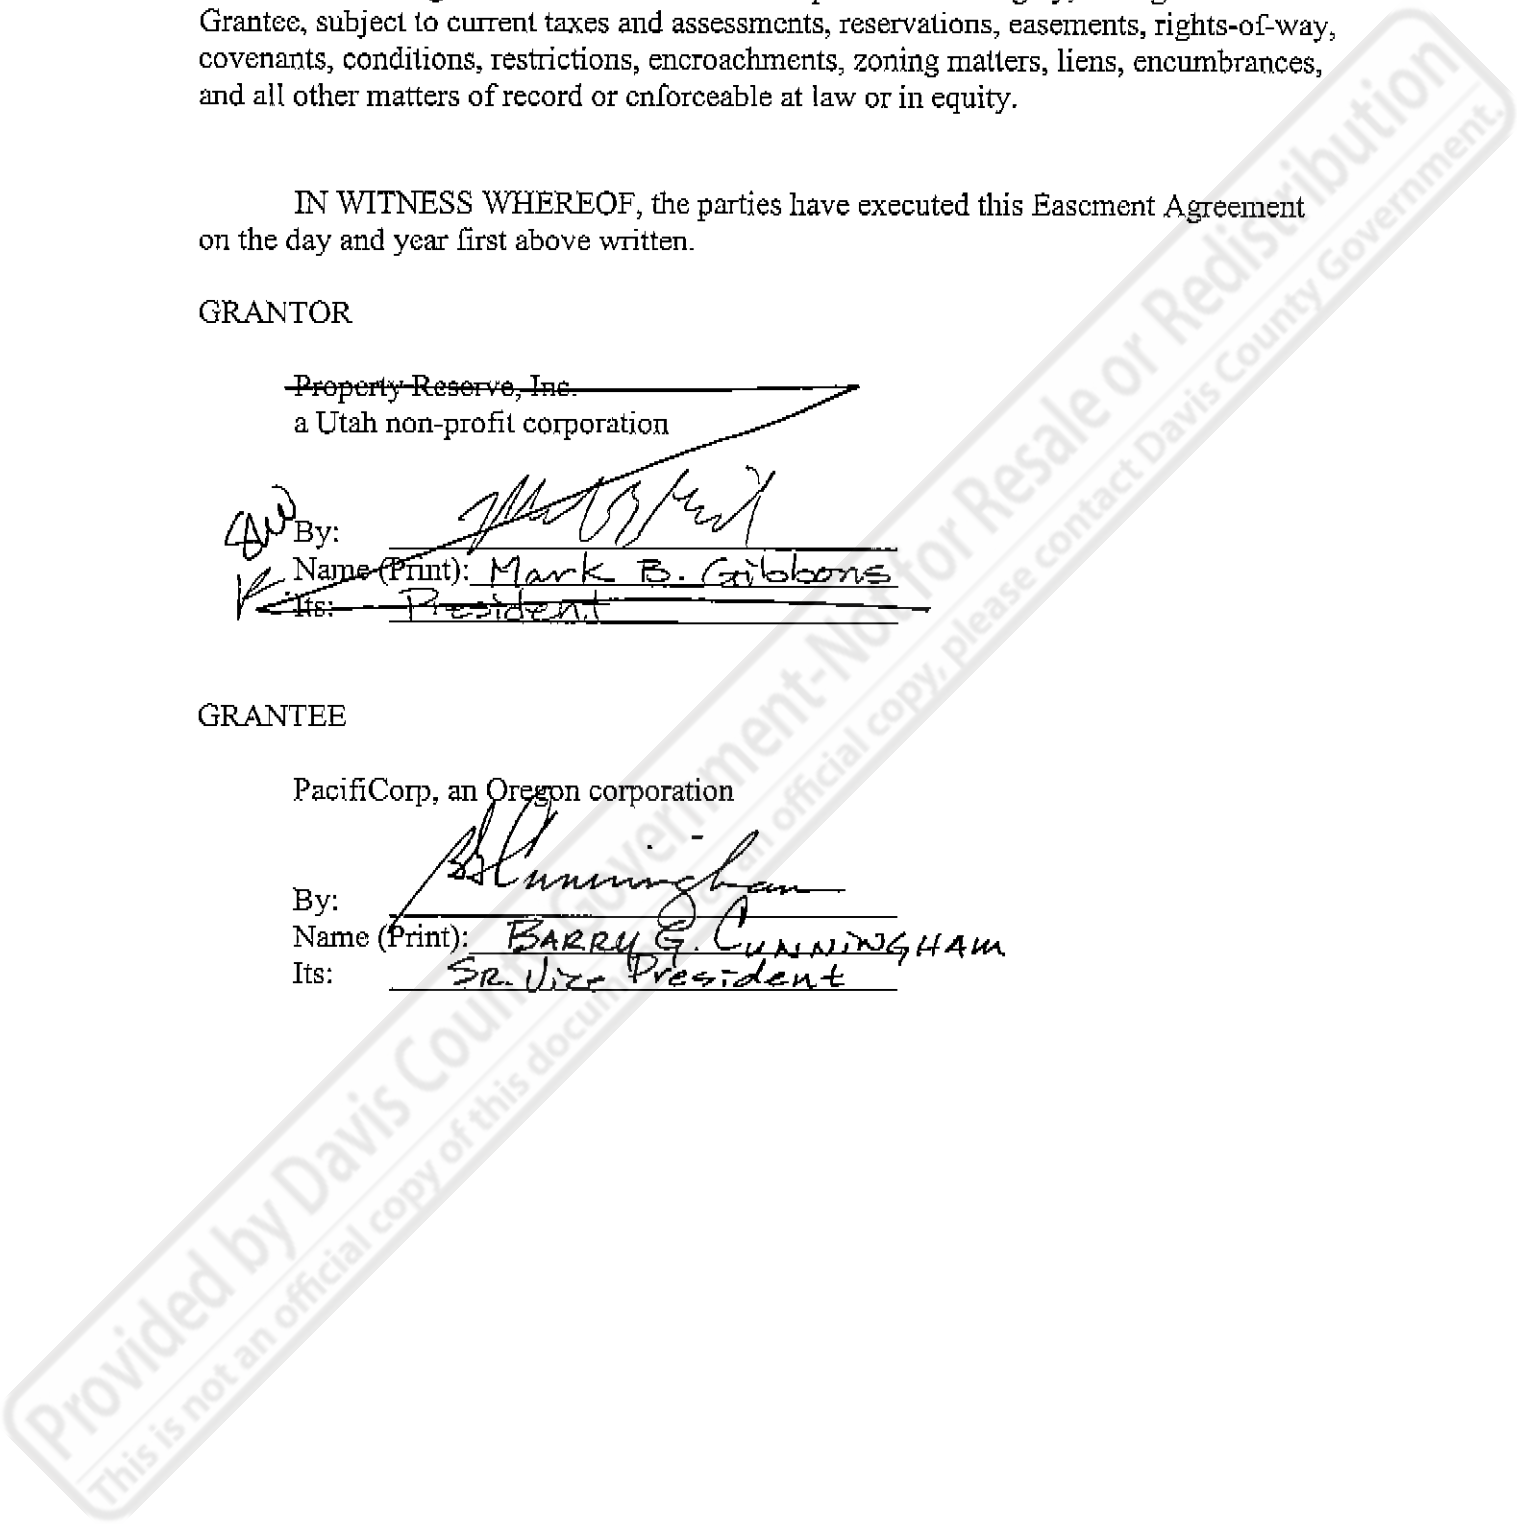 Grantee, subject to current taxes and assessments, reservations, easements, rights-of-way,
covenants, conditions, restrictions, encroachments, zoning matters, liens, encumbrances,
and all other matters of record or enforceable at law or in equity.
IN WITNESS WHEREOF, the parties have executed this Easement Agreement
on the day and year first above written.
GRANTOR
Property Reserve, Inc.
a Utah non-profit corporation
By:
Name (Print): Mark B. Gibbons
Its: President
GRANTEE
PacifiCorp, an Oregon corporation
By: Cunningham
Name (Print): BARRY G. CUNNINGHAM
Its: SR. Vice President
Provided by Davis County Government-Not for Resale or Redistribution
This is not an official copy of this document. For an official copy, please contact Davis County Government.